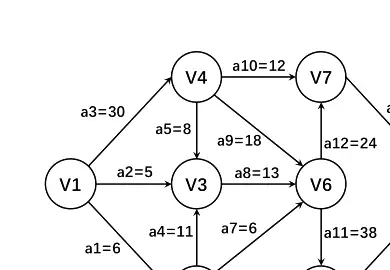 V4
a10=12
V7
a3=30
a5=8
a9=18
a12=24
V1
a2=5
V3
a8=13
V6
a1=6
a4=11
a7=6
a11=38